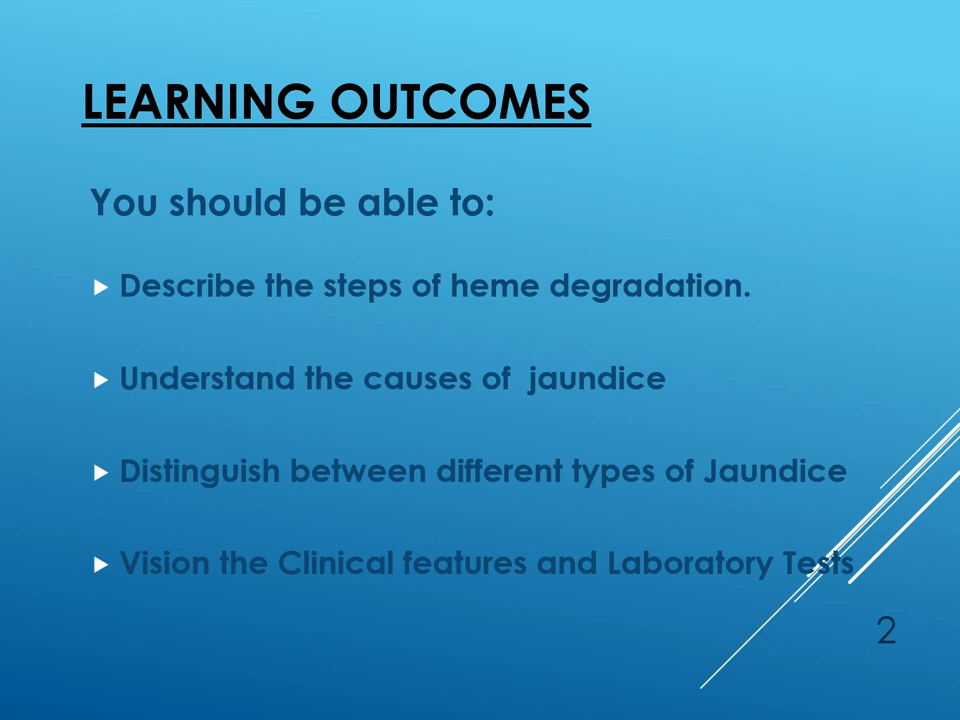 LEARNING OUTCOMES
You should be able to:
Describe the steps of heme degradation.
Understand the causes of jaundice
Distinguish between different types of Jaundice
Vision the Clinical features and Laboratory Tests
2